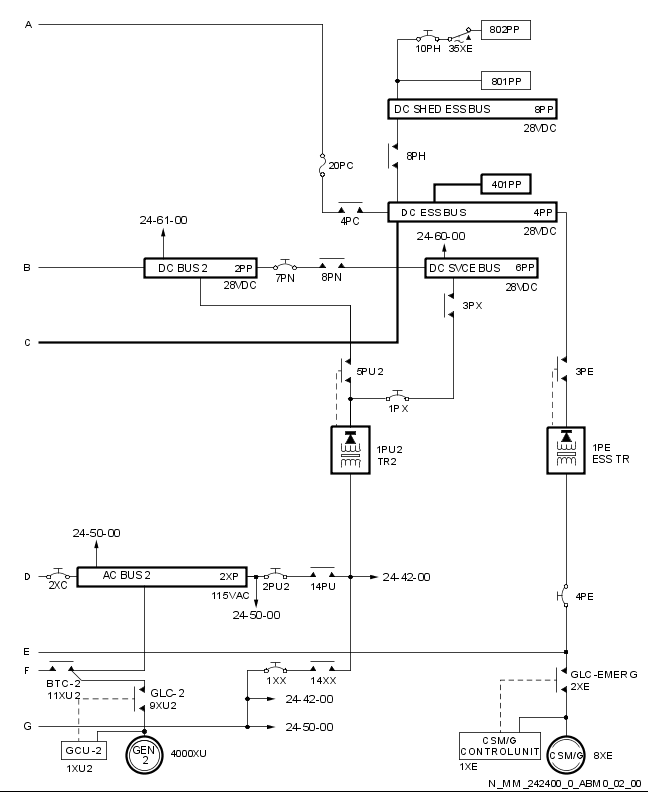 A
802PP
10PH
35XE
801PP
DC SHED ESS BUS 8PP
28VDC
8PH
20PC
401PP
4PC
DC ESS BUS 4PP
28VDC
24-61-00
24-60-00
B
DC BUS 2 2PP
28VDC
7PN
8PN
DC SVCE BUS 6PP
28VDC
3PX
C
5PU2
3PE
1PX
1PU2
TR2
1PE
ESS TR
24-50-00
D
2XC
AC BUS 2 2XP
115VAC
2PU2
14PU
24-42-00
24-50-00
4PE
E
F
BTC-2
11XU2
GLC-2
9XU2
1XX
14XX
GLC-EMERG
2XE
24-42-00
G
24-50-00
GCU-2
1XU2
GEN
2
4000XU
CSM/G
CONTROL UNIT
1XE
CSM/G
8XE
N_MM_242400_0_ABM0_02_00